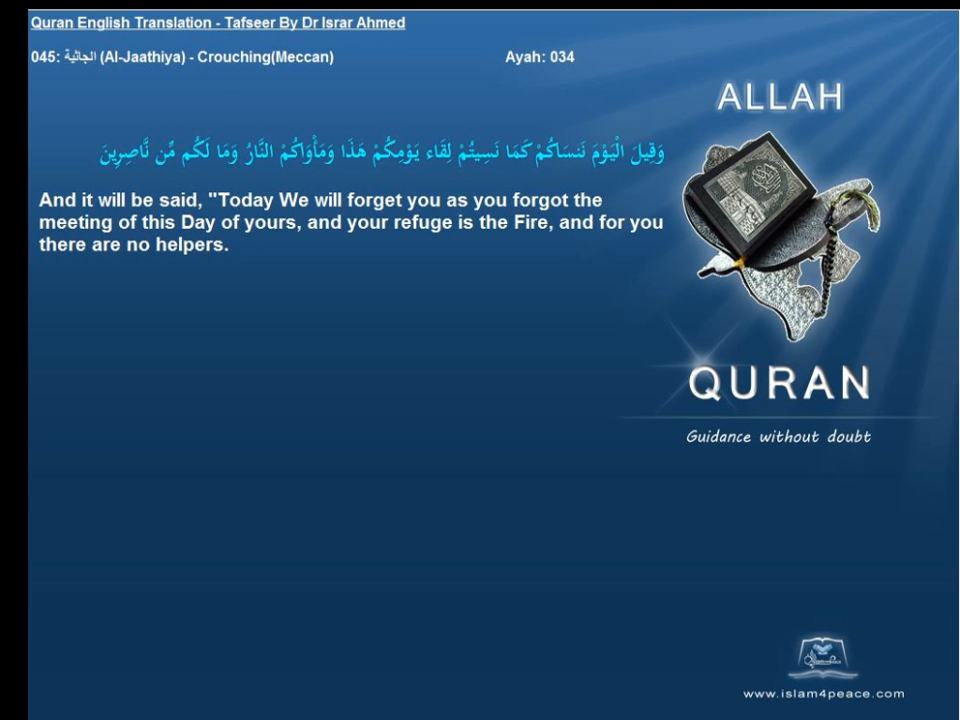 Quran English Translation - Tafseer By Dr Israr Ahmed
045: الجاثية (Al-Jaathiya) - Crouching(Meccan) Ayah: 034
ALLAH
وَقِيلَ الْيَوْمَ نَنسَاكُمْ كَمَا نَسِيتُمْ لِقَاء يَوْمِكُمْ هَذَا وَمَأْوَاكُمْ النَّارُ وَمَا لَكُم مِّن نَّاصِرِينَ
And it will be said, "Today We will forget you as you forgot the
meeting of this Day of yours, and your refuge is the Fire, and for you
there are no helpers.
QURAN
Guidance without doubt
www.islam4peace.com